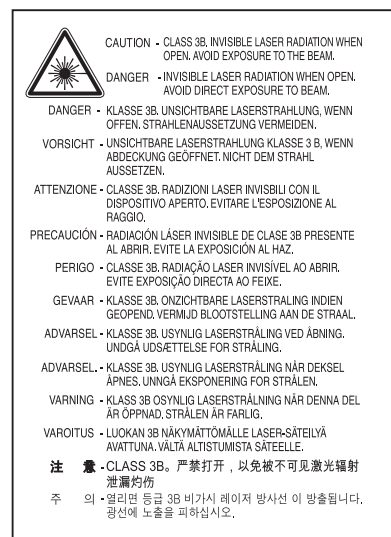 CAUTION - CLASS 3B, INVISIBLE LASER RADIATION WHEN
OPEN. AVOID EXPOSURE TO THE BEAM.
DANGER - INVISIBLE LASER RADIATION WHEN OPEN.
AVOID DIRECT EXPOSURE TO BEAM.
DANGER - KLASSE 3B. UNSICHTBARE LASERSTRAHLUNG, WENN
OFFEN. STRAHLENAUSSETZUNG VERMEIDEN.
VORSICHT - UNSICHTBARE LASERSTRAHLUNG KLASSE 3 B, WENN
ABDECKUNG GEÖFFNET. NICHT DEM STRAHL
AUSSETZEN.
ATTENZIONE - CLASSE 3B. RADIZIONI LASER INVISBILI CON IL
DISPOSITIVO APERTO. EVITARE L'ESPOSIZIONE AL
RAGGIO.
PRECAUCIÓN - RADIACIÓN LÁSER INVISIBLE DE CLASE 3B PRESENTE
AL ABRIR. EVITE LA EXPOSICIÓN AL HAZ.
PERIGO - CLASSE 3B. RADIAÇÃO LASER INVISÍVEL AO ABRIR.
EVITE EXPOSIÇÃO DIRECTA AO FEIXE.
GEVAAR - KLASSE 3B. ONZICHTBARE LASERSTRALING INDIEN
GEOPEND. VERMIJD BLOOTSTELLING AAN DE STRAAL.
ADVARSEL - KLASSE 3B. USYNLIG LASERSTRÅLING VED ÅBNING.
UNDGÅ UDSÆTTELSE FOR STRÅLING.
ADVARSEL. - KLASSE 3B. USYNLIG LASERSTRÅLING NÅR DEKSEL
ÅPNES. UNNGÅ EKSPONERING FOR STRÅLEN.
VARNING - KLASS 3B OSYNLIG LASERSTRÅLNING NÅR DENNA DEL
ÄR ÖPPNAD. STRÅLEN ÄR FARLIG.
VAROITUS - LUOKAN 3B NÄKYMÄTTÖMÄLLE LASER-SÄTEILYÄ
AVATTUNA. VÄLTÄ ALTISTUMISTA SÄTEELLE.
注 意 - CLASS 3B。严禁打开，以免被不可见激光辐射
泄漏灼伤
주 의 - 열리면 등급 3B 비가시 레이저 방사선 이 방출됩니다.
광선에 노출을 피하십시오.